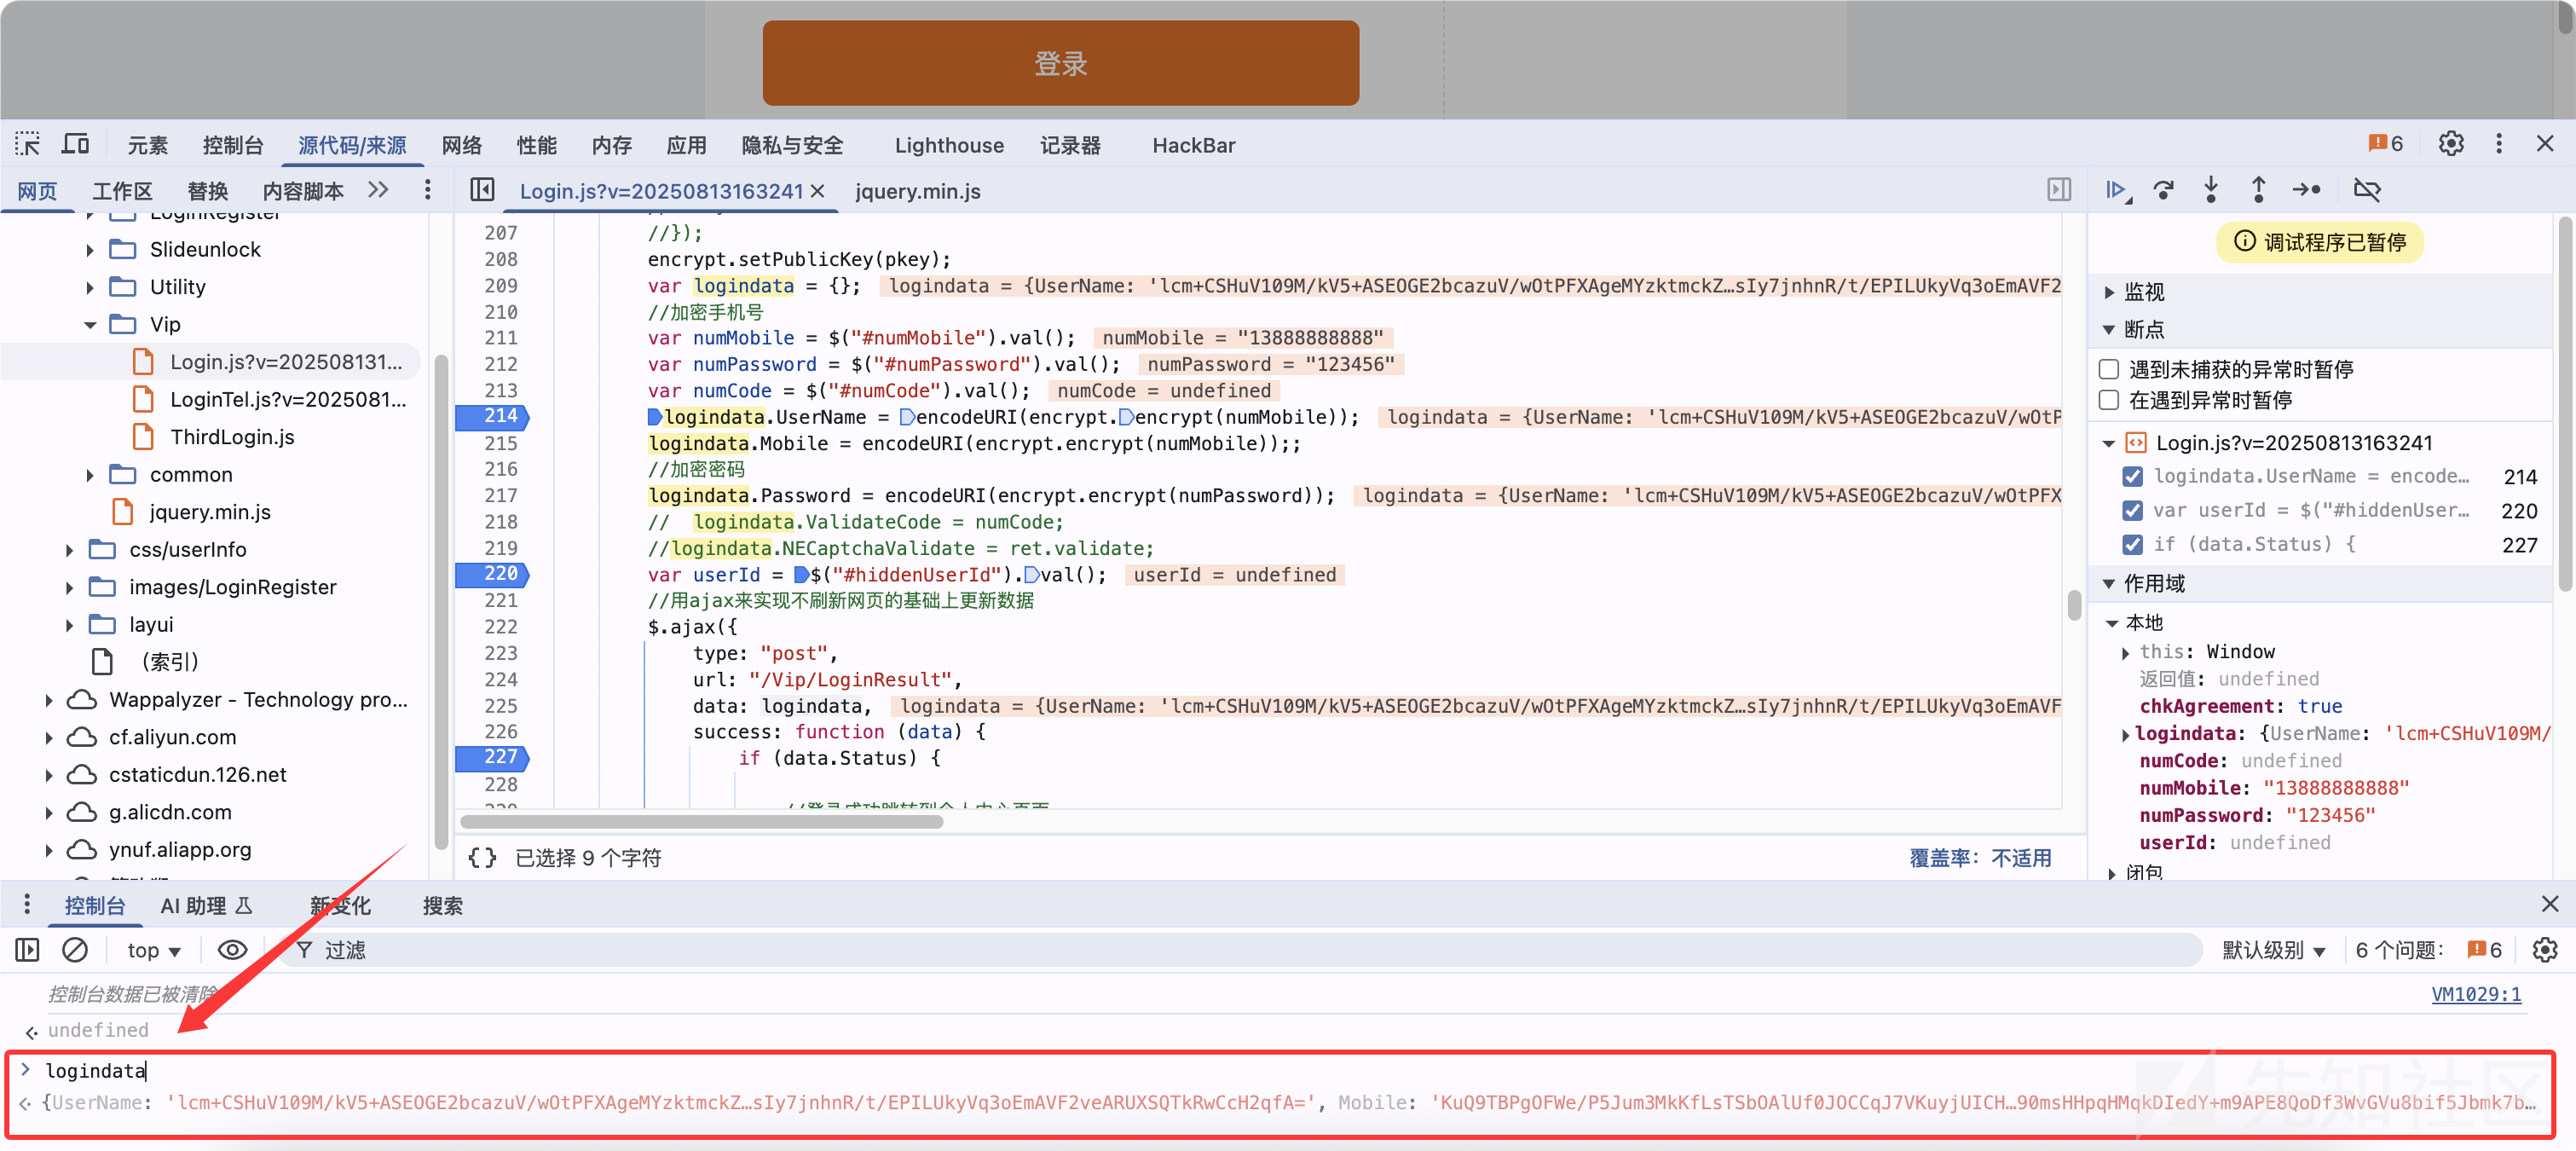 登录
元素 控制台 源代码/来源 网络 性能 内存 应用 隐私与安全 Lighthouse 记录器 HackBar 6
网页 工作区 替换 内容脚本 Login.js?v=20250813163241 jquery.min.js
LoginRegister
Slideunlock
Utility
Vip
Login.js?v=202508131...
LoginTel.js?v=2025081...
ThirdLogin.js
common
jquery.min.js
css/userInfo
images/LoginRegister
layui
(索引)
Wappalyzer - Technology pro...
cf.aliyun.com
cstaticdun.126.net
g.alicdn.com
ynuf.aliapp.org
207 //});
208 encrypt.setPublicKey(pkey);
209 var logindata = {}; logindata = {UserName: 'lcm+CSHuV109M/kV5+ASEOGE2bcazuV/wOtPFXAgeMYzktmckZ…sIy7jnhnR/t/EPILUkyVq3oEmAVF2
210 //加密手机号
211 var numMobile = $("#numMobile").val(); numMobile = "13888888888"
212 var numPassword = $("#numPassword").val(); numPassword = "123456"
213 var numCode = $("#numCode").val(); numCode = undefined
214 logindata.UserName = encodeURI(encrypt.encrypt(numMobile)); logindata = {UserName: 'lcm+CSHuV109M/kV5+ASEOGE2bcazuV/wOtP
215 logindata.Mobile = encodeURI(encrypt.encrypt(numMobile));;
216 //加密密码
217 logindata.Password = encodeURI(encrypt.encrypt(numPassword)); logindata = {UserName: 'lcm+CSHuV109M/kV5+ASEOGE2bcazuV/wOtPFX
218 // logindata.ValidateCode = numCode;
219 //logindata.NECaptchaValidate = ret.validate;
220 var userId = $("#hiddenUserId").val(); userId = undefined
221 //用ajax来实现不刷新网页的基础上更新数据
222 $.ajax({
223 type: "post",
224 url: "/Vip/LoginResult",
225 data: logindata, logindata = {UserName: 'lcm+CSHuV109M/kV5+ASEOGE2bcazuV/wOtPFXAgeMYzktmckZ…sIy7jnhnR/t/EPILUkyVq3oEmAVF
226 success: function (data) {
227 if (data.Status) {
228
//登录成功跳转到个人中心页面
已选择 9 个字符 覆盖率：不适用
调试程序已暂停
监视
断点
遇到未捕获的异常时暂停
在遇到异常时暂停
Login.js?v=20250813163241
logindata.UserName = encode… 214
var userId = $("#hiddenUser… 220
if (data.Status) { 227
作用域
本地
this: Window
返回值: undefined
chkAgreement: true
logindata: {UserName: 'lcm+CSHuV109M/
numCode: undefined
numMobile: "13888888888"
numPassword: "123456"
userId: undefined
闭包
控制台 AI 助理 新变化 搜索
top 过滤 默认级别 6 个问题: 6
控制台数据已被清除 VM1029:1
undefined
logindata
{UserName: 'lcm+CSHuV109M/kV5+ASEOGE2bcazuV/wOtPFXAgeMYzktmckZ…sIy7jnhnR/t/EPILUkyVq3oEmAVF2veARUXSQTkRwCcH2qfA=', Mobile: 'KuQ9TBPgOFWe/P5Jum3MkKfLsTSbOAlUf0JOCCqJ7VKuyjUICH…90msHHpqHMqkDIedY+m9APE8QoDf3WvGVu8bif5Jbmk7b…
先知社区